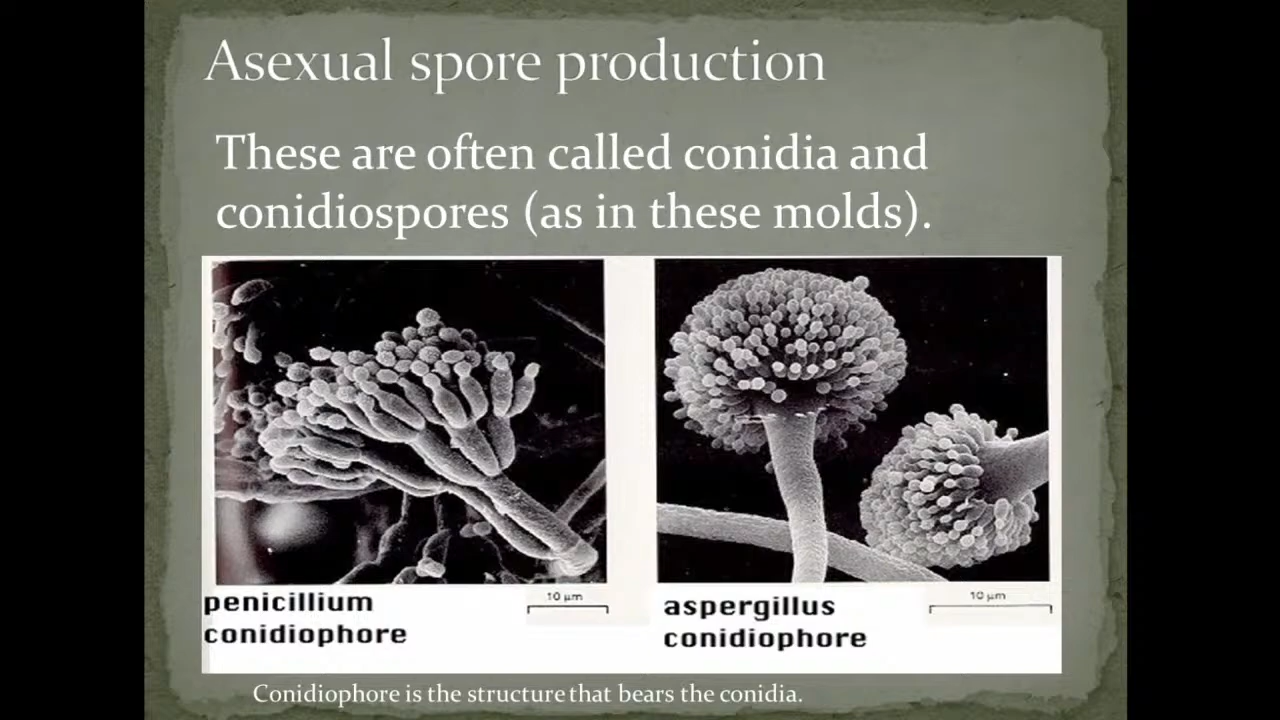 Asexual spore production
These are often called conidia and
conidiospores (as in these molds).
penicillium
conidiophore
10 µm
aspergillus
conidiophore
10 µm
Conidiophore is the structure that bears the conidia.